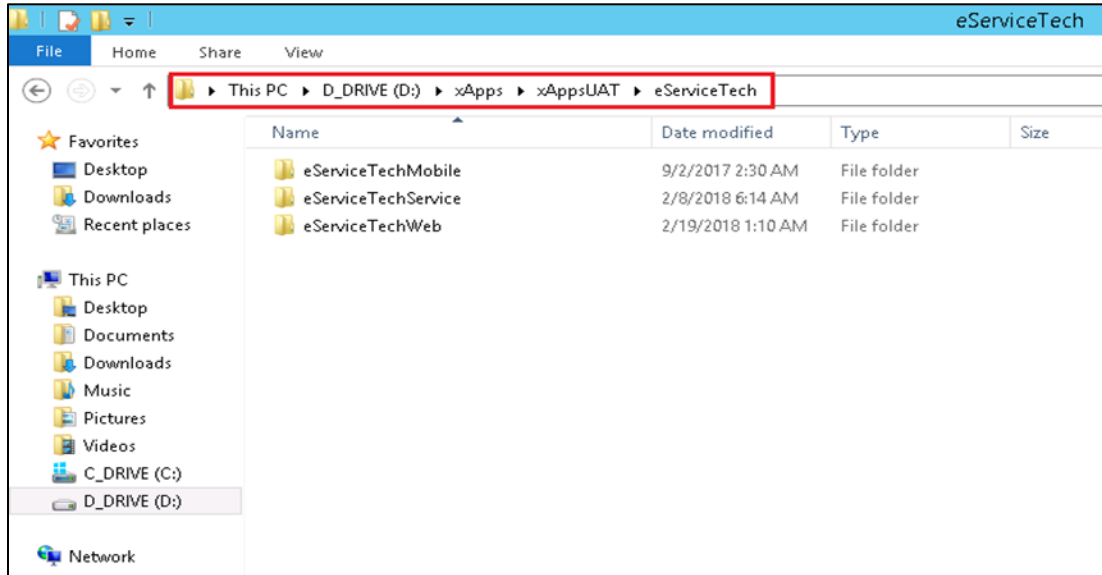 eServiceTech
File Home Share View
This PC D_DRIVE (D:) xApps xAppsUAT eServiceTech
Name Date modified Type Size
Favorites
Desktop
Downloads
Recent places
This PC
Desktop
Documents
Downloads
Music
Pictures
Videos
C_DRIVE (C:)
D_DRIVE (D:)
Network
eServiceTechMobile 9/2/2017 2:30 AM File folder
eServiceTechService 2/8/2018 6:14 AM File folder
eServiceTechWeb 2/19/2018 1:10 AM File folder